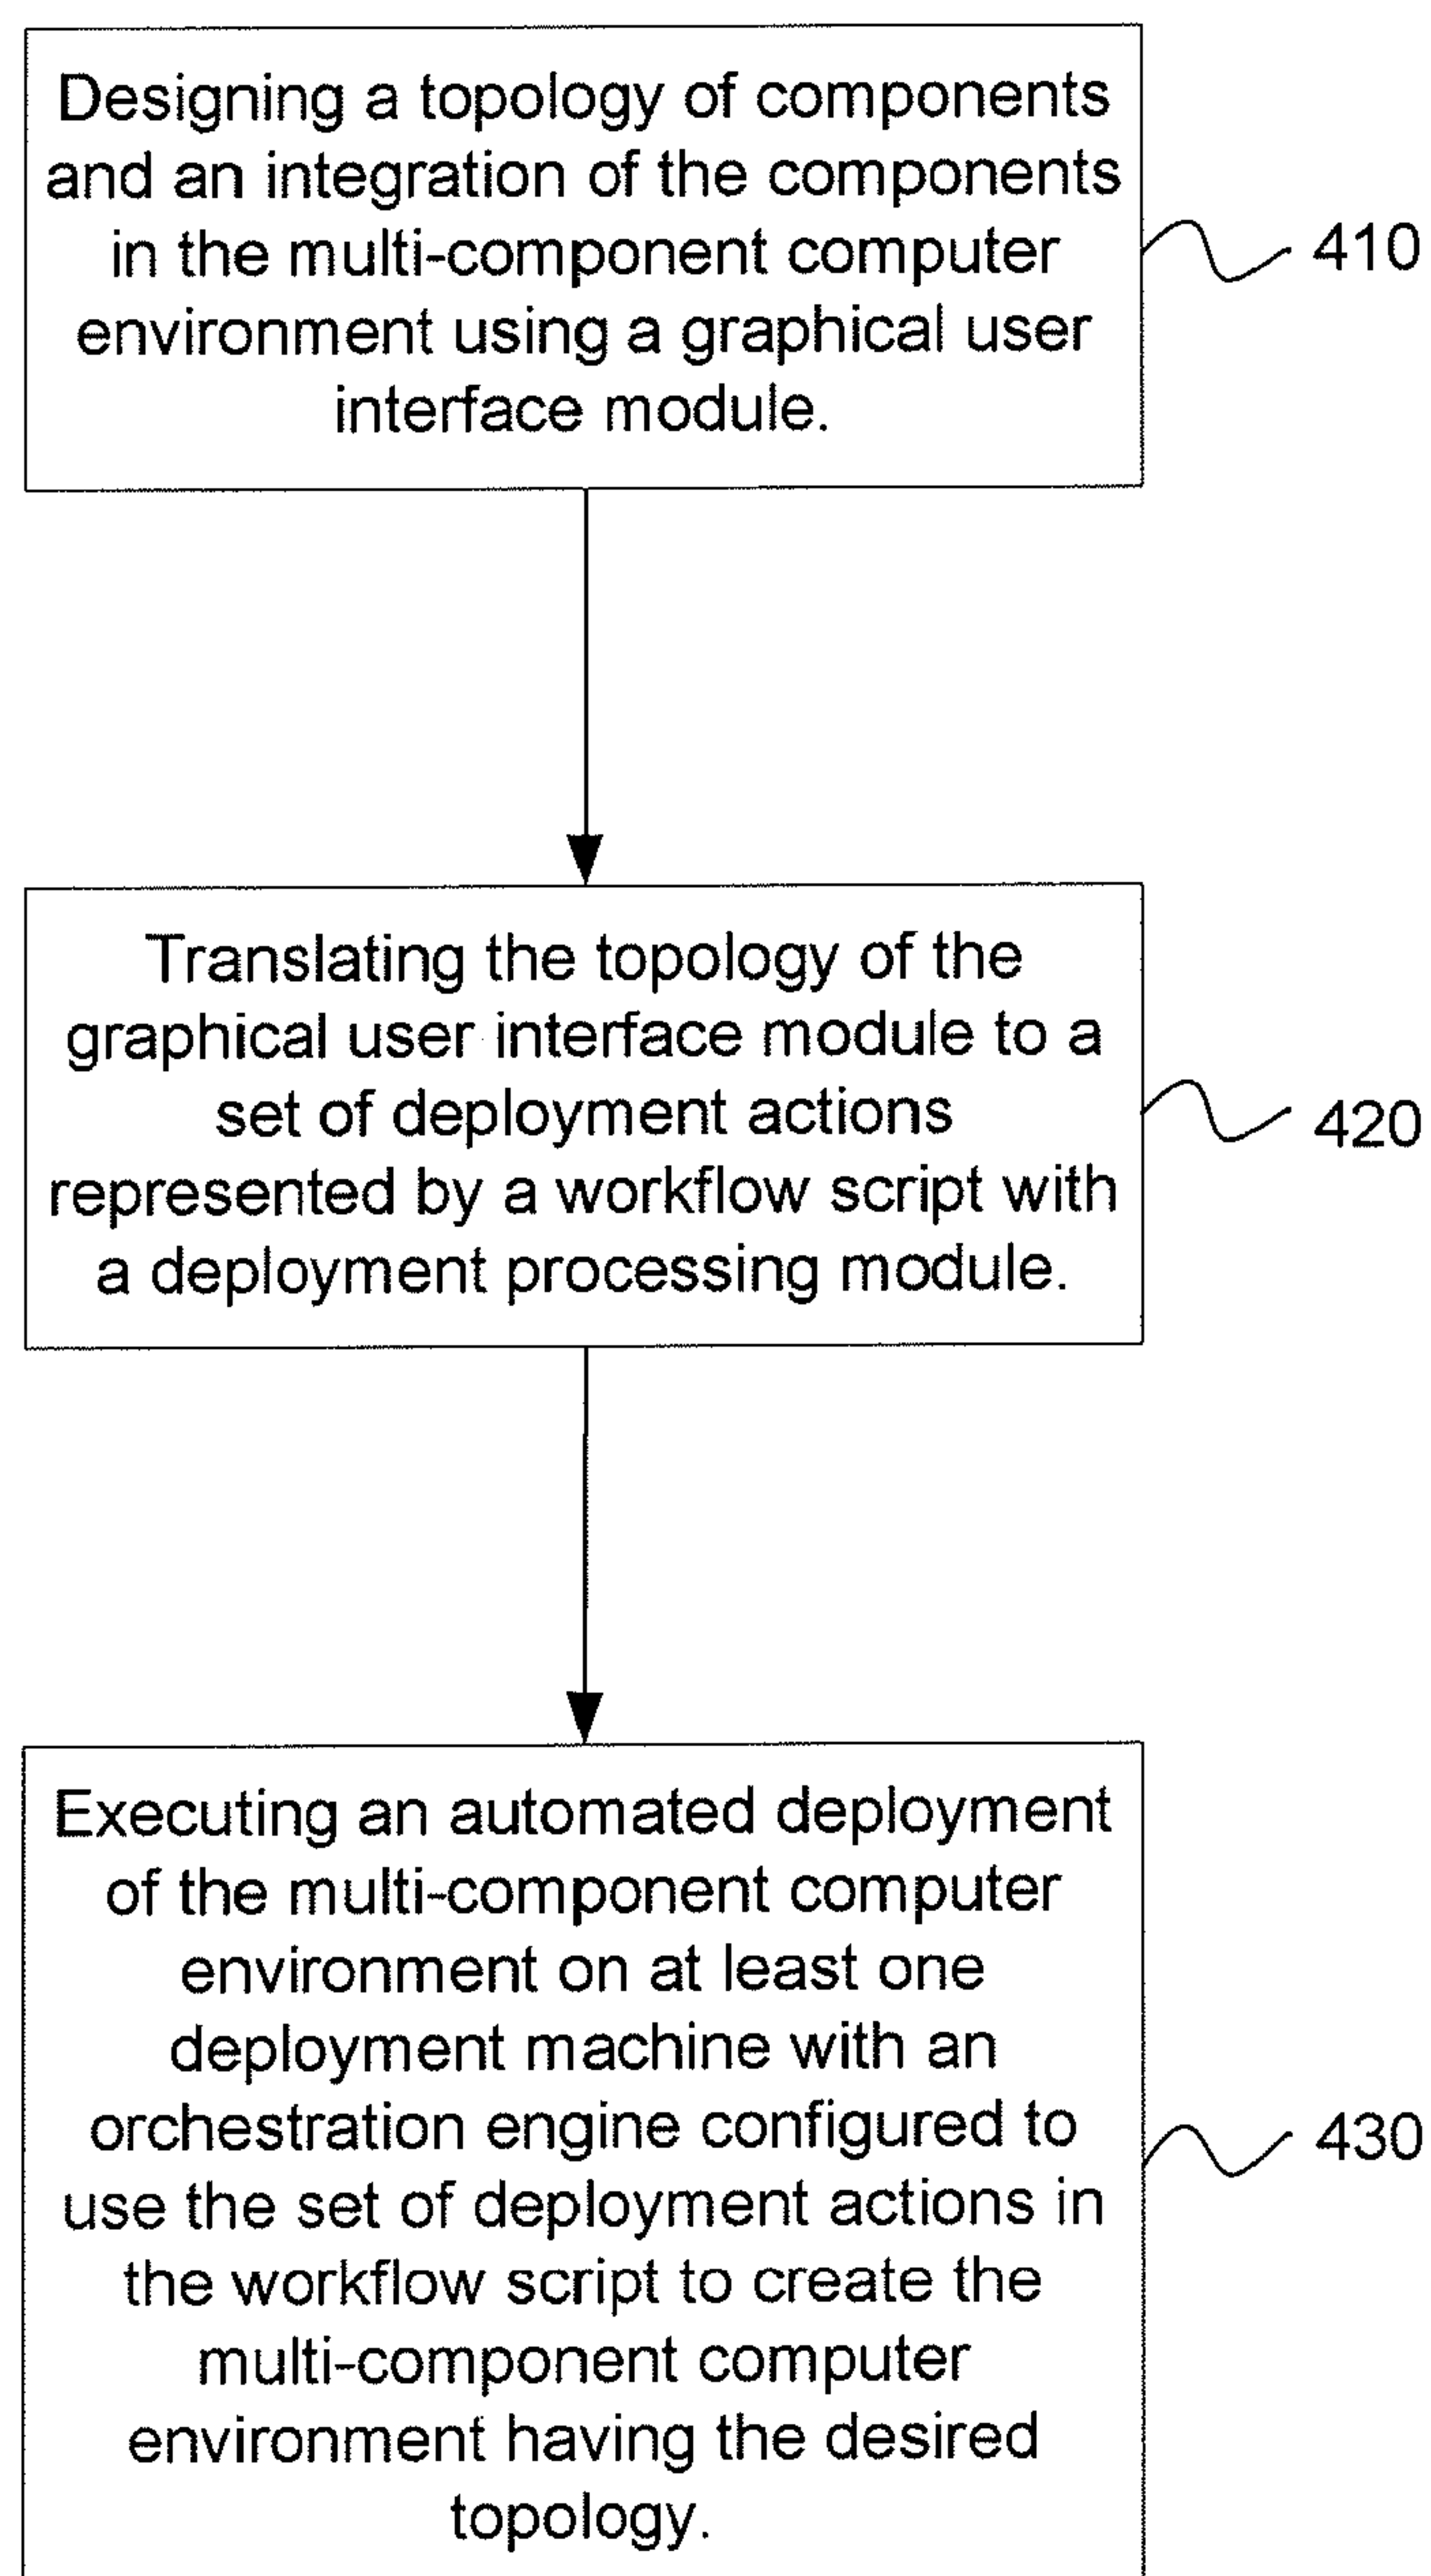 Designing a topology of components
and an integration of the components
in the multi-component computer
environment using a graphical user
interface module.
410
Translating the topology of the
graphical user interface module to a
set of deployment actions
represented by a workflow script with
a deployment processing module.
420
Executing an automated deployment
of the multi-component computer
environment on at least one
deployment machine with an
orchestration engine configured to
use the set of deployment actions in
the workflow script to create the
multi-component computer
environment having the desired
topology.
430